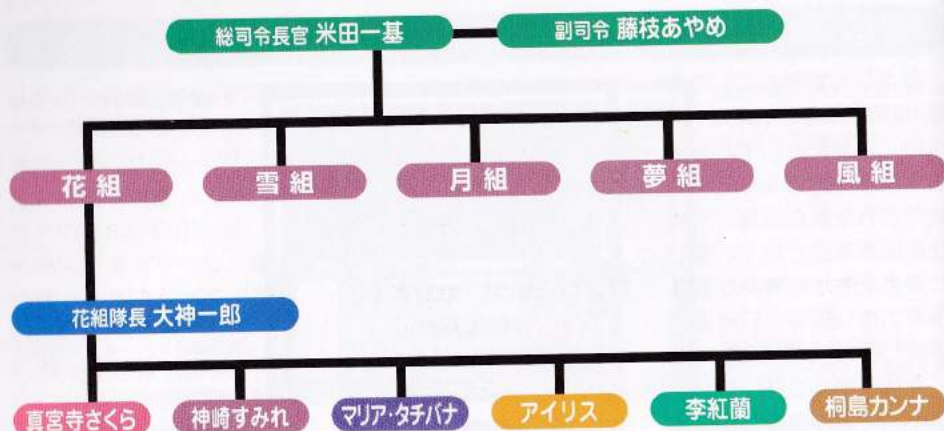 総司令長官 米田一基
副司令 藤枝あやめ
花組
雪組
月組
夢組
風組
花組隊長 大神一郎
真宮寺さくら
神崎すみれ
マリア・タチバナ
アイリス
李紅蘭
桐島カンナ